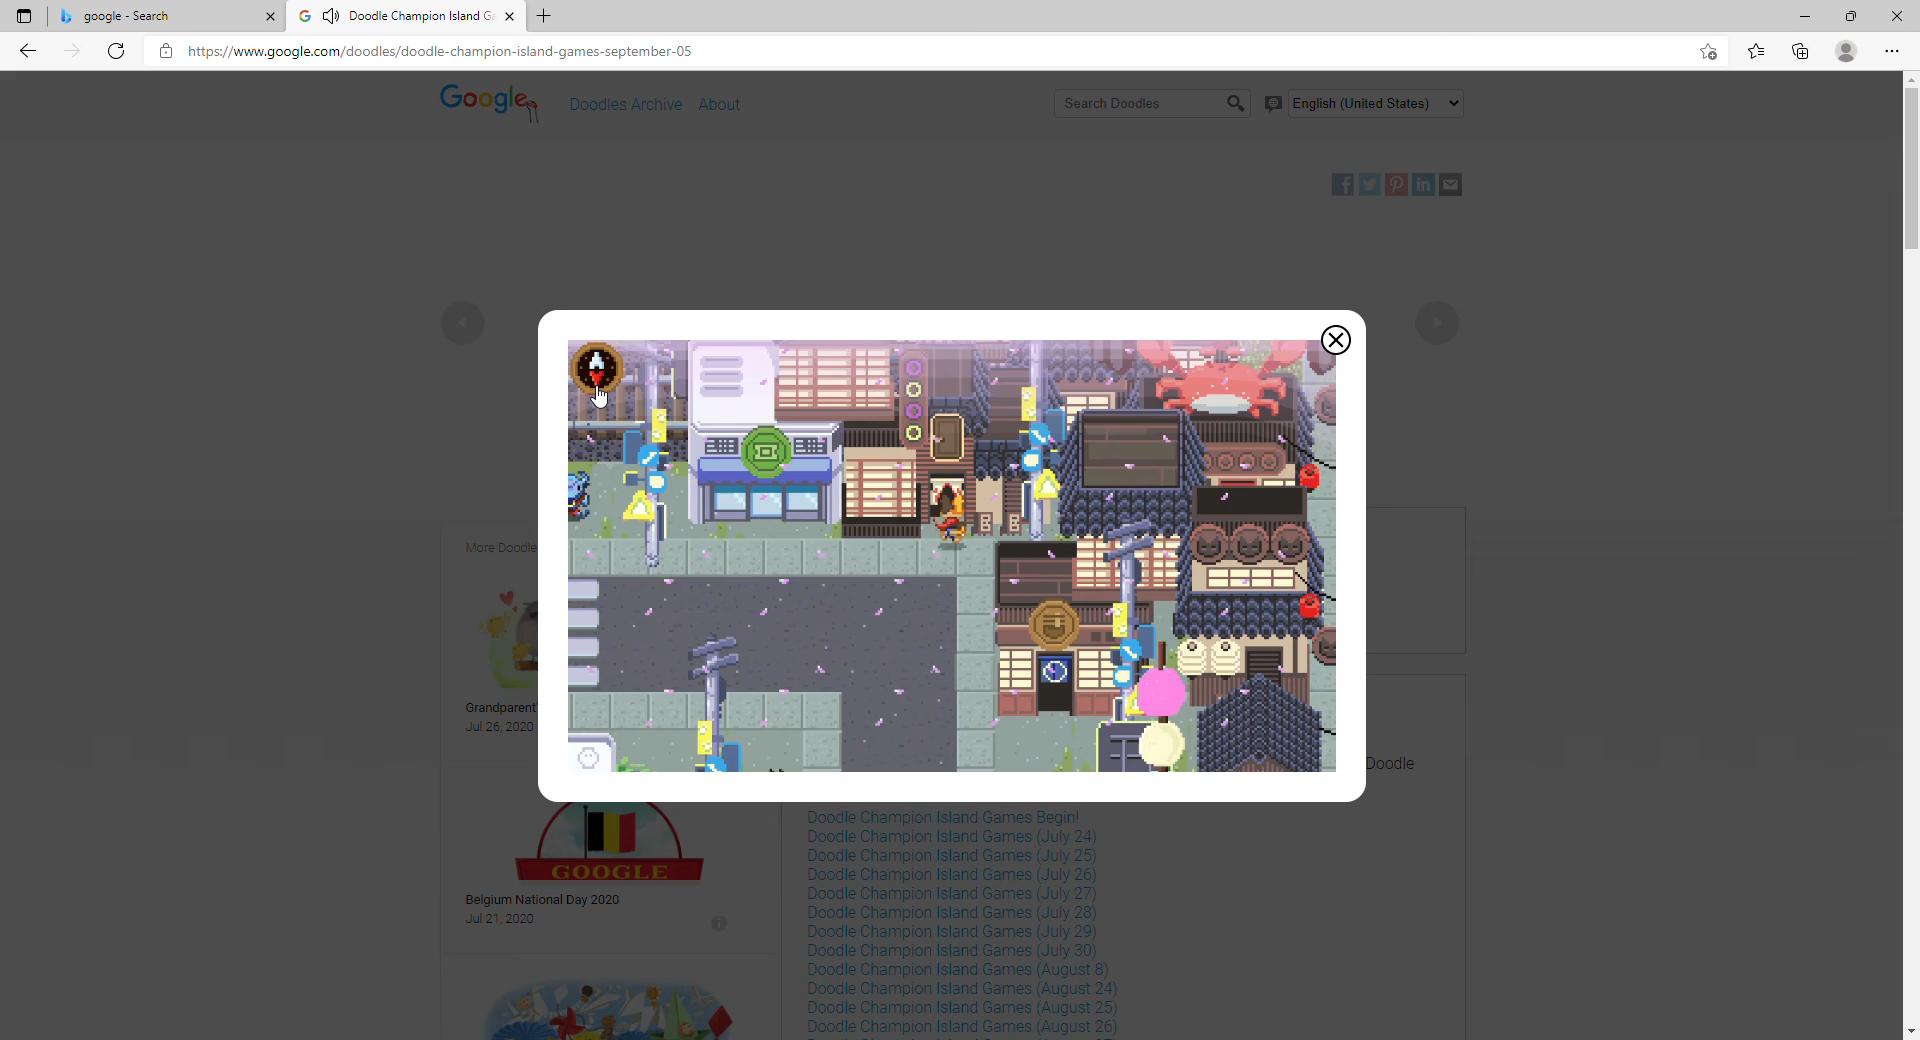 google - Search
Doodle Champion Island Ga
https://www.google.com/doodles/doodle-champion-island-games-september-05
Google
Doodles Archive
About
Search Doodles
English (United States)
More Doodle
Grandparent'
Jul 26, 2020
Doodle
GOOGLE
Belgium National Day 2020
Jul 21, 2020
Doodle Champion Island Games Begin!
Doodle Champion Island Games (July 24)
Doodle Champion Island Games (July 25)
Doodle Champion Island Games (July 26)
Doodle Champion Island Games (July 27)
Doodle Champion Island Games (July 28)
Doodle Champion Island Games (July 29)
Doodle Champion Island Games (July 30)
Doodle Champion Island Games (August 8)
Doodle Champion Island Games (August 24)
Doodle Champion Island Games (August 25)
Doodle Champion Island Games (August 26)